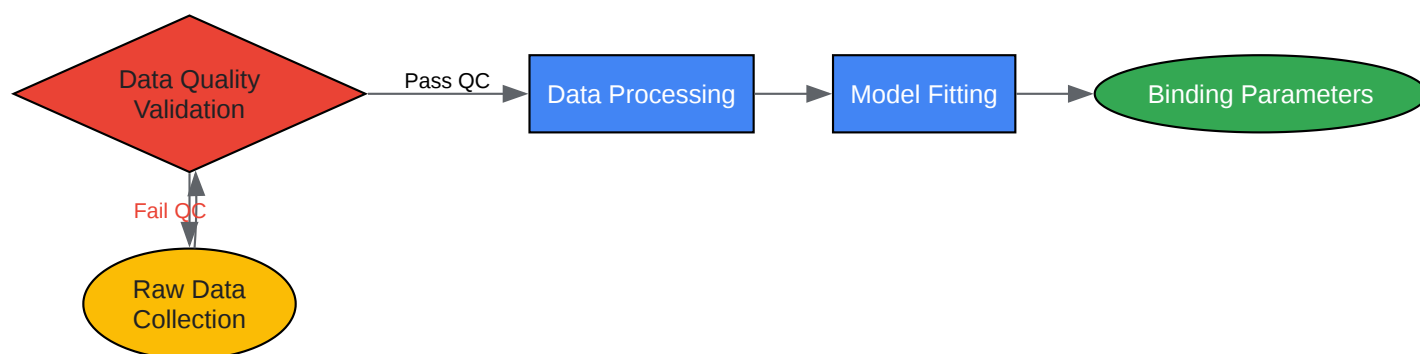 Data Quality
Validation
Pass QC
Data Processing
Model Fitting
Binding Parameters
Fail QC
Raw Data
Collection